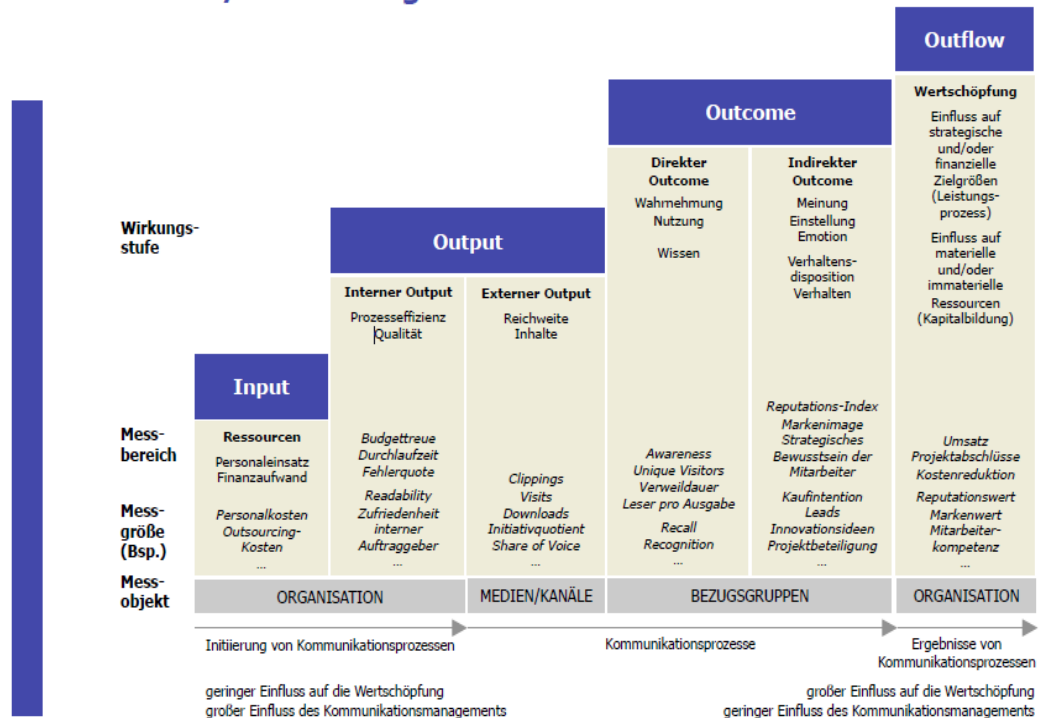 Outflow
Wertschöpfung
Einfluss auf
strategische
und/oder
finanzielle
Zielgrößen
(Leistungs-
prozess)
Einfluss auf
materielle
und/oder
immaterielle
Ressourcen
(Kapitalbildung)
Outcome
Direkter
Outcome
Wahrnehmung
Nutzung
Wissen
Indirekter
Outcome
Meinung
Einstellung
Emotion
Verhaltens-
disposition
Verhalten
Wirkungs-
stufe
Output
Interner Output
Prozesseffizienz
Qualität
Externer Output
Reichweite
Inhalte
Input
Mess-
bereich
Ressourcen
Personaleinsatz
Finanzaufwand
Mess-
größe
(Bsp.)
Personalkosten
Outsourcing-
Kosten
...
Budgettreue
Durchlaufzeit
Fehlerquote
Readability
Zufriedenheit
interner
Auftraggeber
...
Clippings
Visits
Downloads
Initiativquotient
Share of Voice
...
Awareness
Unique Visitors
Verweildauer
Leser pro Ausgabe
Recall
Recognition
...
Reputations-Index
Markenimage
Strategisches
Bewusstsein der
Mitarbeiter
Kaufintention
Leads
Innovationsideen
Projektbeteiligung
...
Umsatz
Projektabschlüsse
Kostenreduktion
Reputationswert
Markenwert
Mitarbeiter-
kompetenz
...
Mess-
objekt
ORGANISATION
MEDIEN/KANÄLE
BEZUGSGRUPPEN
ORGANISATION
Initiierung von Kommunikationsprozessen
Kommunikationsprozesse
Ergebnisse von
Kommunikationsprozessen
geringer Einfluss auf die Wertschöpfung
großer Einfluss des Kommunikationsmanagements
großer Einfluss auf die Wertschöpfung
geringer Einfluss des Kommunikationsmanagements